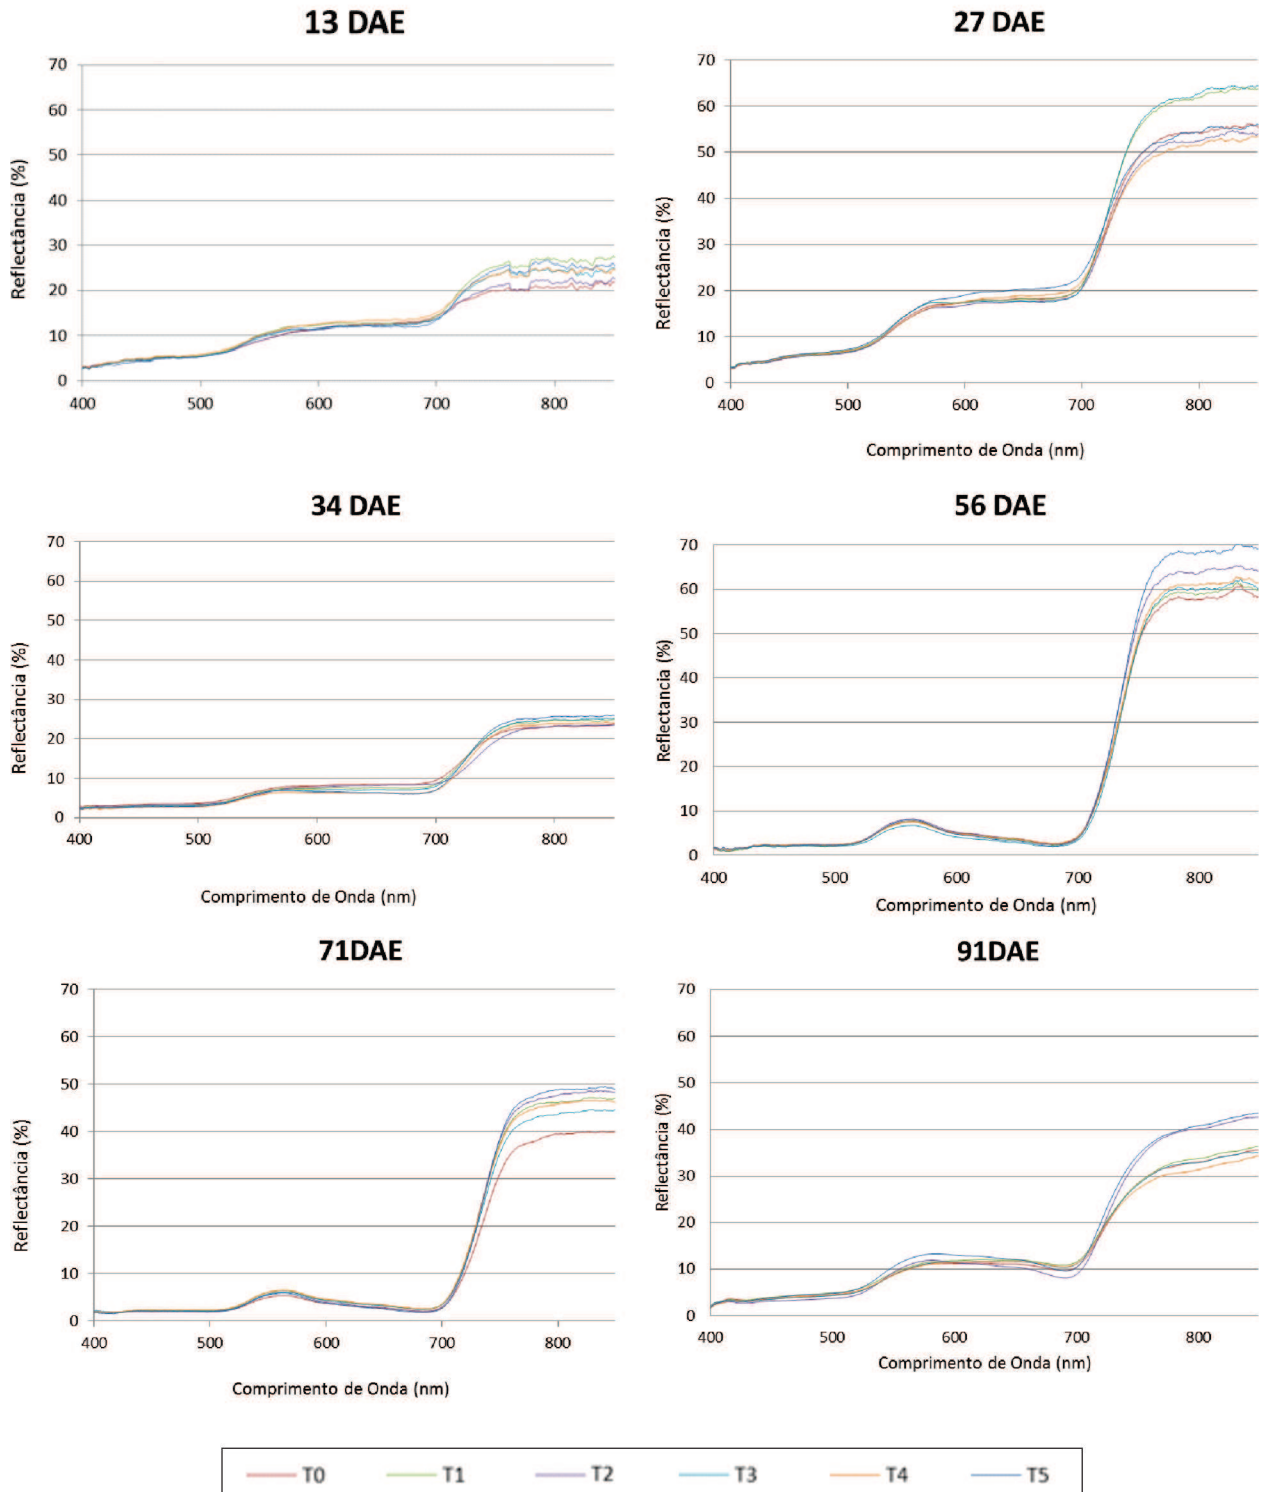 13 DAE
Reflectância (%)
70
60
50
40
30
20
10
0
400 500 600 700 800
27 DAE
Reflectância (%)
70
60
50
40
30
20
10
0
400 500 600 700 800
Comprimento de Onda (nm)
34 DAE
Reflectância (%)
70
60
50
40
30
20
10
0
400 500 600 700 800
Comprimento de Onda (nm)
56 DAE
Reflectancia (%)
70
60
50
40
30
20
10
0
400 500 600 700 800
Comprimento de Onda (nm)
71DAE
Reflectância (%)
70
60
50
40
30
20
10
0
400 500 600 700 800
Comprimento de Onda (nm)
91DAE
Reflectância (%)
70
60
50
40
30
20
10
0
400 500 600 700 800
Comprimento de Onda (nm)
T0 T1 T2 T3 T4 T5